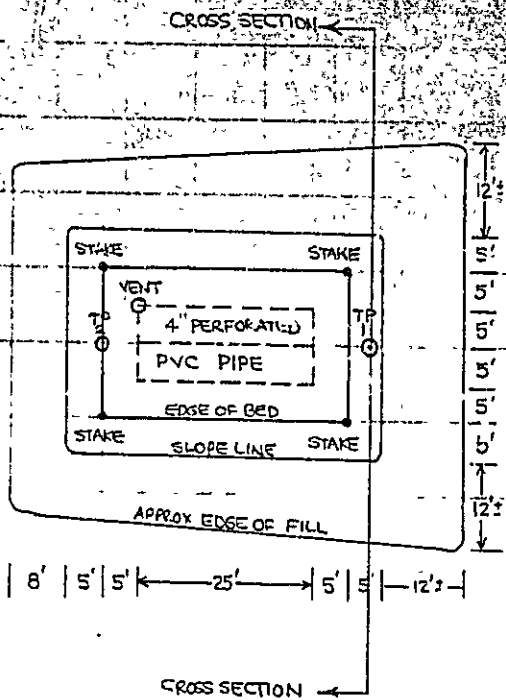 CROSS SECTION
12'±
STAKE
STAKE
5'
VENT
5'
TP
4" PERFORATED
TP
1
5'
PVC PIPE
5'
EDGE OF BED
5'
STAKE
STAKE
SLOPE LINE
12'±
APPROX EDGE OF FILL
8' 5' 5' 25' 5' 5' 12'±
CROSS SECTION